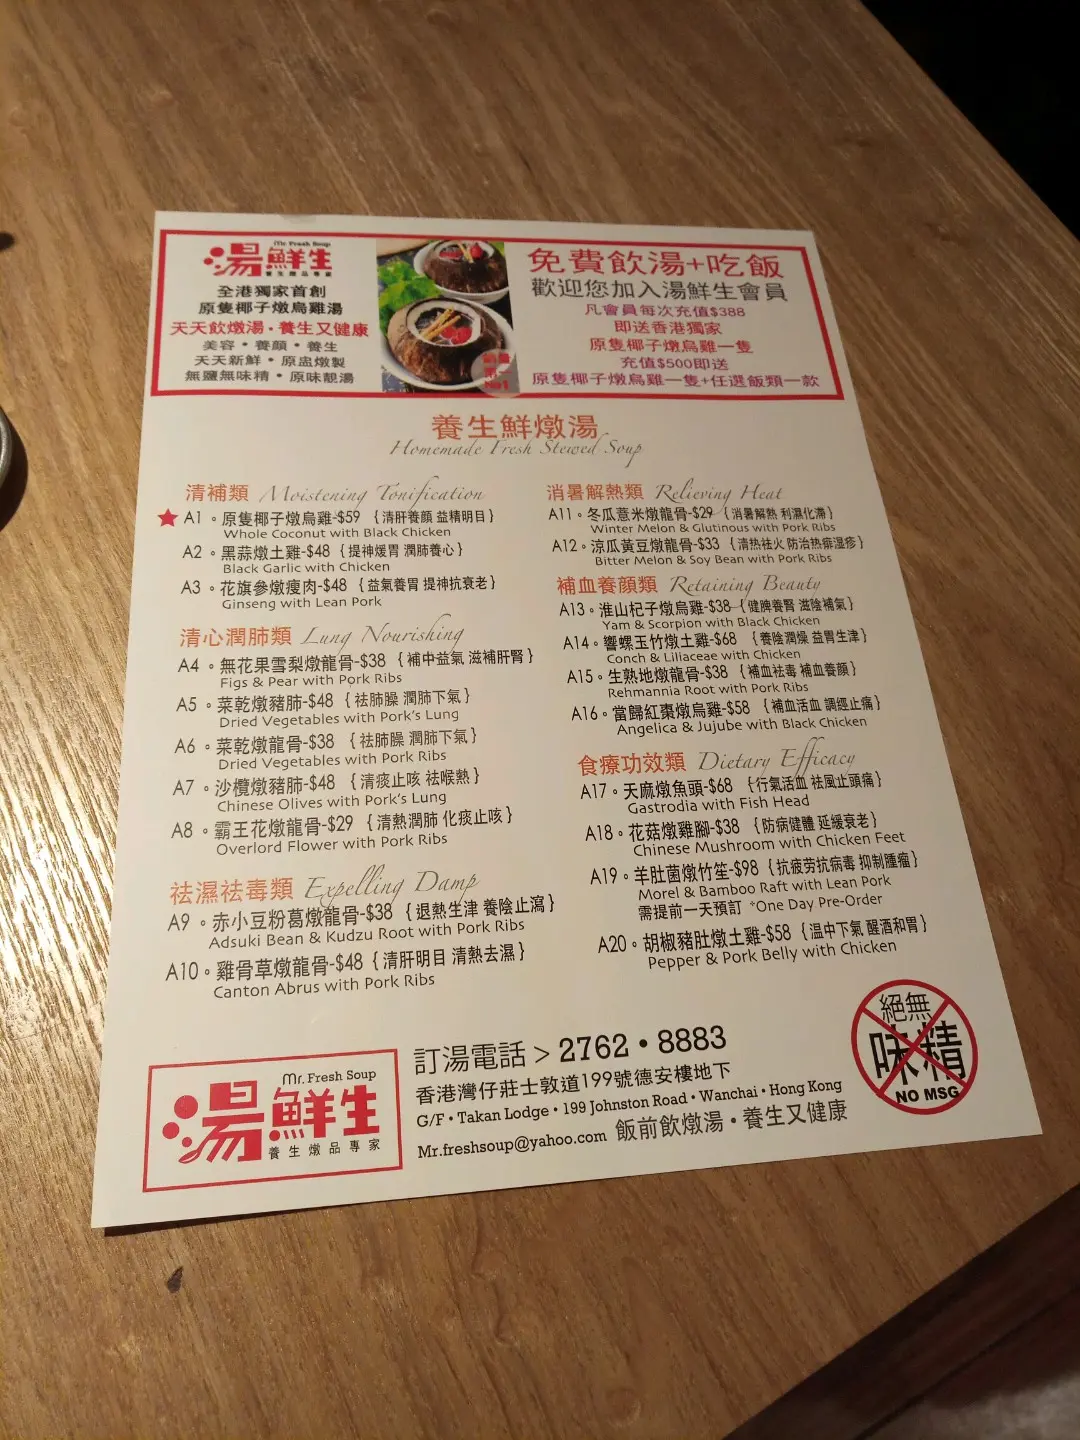 Mr. Fresh Soup
湯鮮生
養生燉品專家
全港獨家首創
原隻椰子燉烏雞湯
天天飲燉湯・養生又健康
美容・養顏・養生
天天新鮮・原盅燉製
無鹽無味精・原味靚湯
No1
免費飲湯+吃飯
歡迎您加入湯鮮生會員
凡會員每次充值$388
即送香港獨家
原隻椰子燉烏雞一隻
充值$500即送
原隻椰子燉烏雞一隻+任選飯類一款
養生鮮燉湯
Homemade Fresh Stewed Soup
清補類 Moistening Tonification
A1。原隻椰子燉烏雞-$59 {清肝養顏 益精明目}
Whole Coconut with Black Chicken
A2。黑蒜燉土雞-$48 {提神緩胃 潤肺養心}
Black Garlic with Chicken
A3。花旗參燉瘦肉-$48 {益氣養胃 提神抗衰老}
Ginseng with Lean Pork
清心潤肺類 Lung Nourishing
A4。無花果雪梨燉龍骨-$38 {補中益氣 滋補肝腎}
Figs & Pear with Pork Ribs
A5。菜乾燉豬肺-$48 {祛肺臊 潤肺下氣}
Dried Vegetables with Pork's Lung
A6。菜乾燉龍骨-$38 {祛肺臊 潤肺下氣}
Dried Vegetables with Pork Ribs
A7。沙欖燉豬肺-$48 {清痰止咳 祛喉熱}
Chinese Olives with Pork's Lung
A8。霸王花燉龍骨-$29 {清熱潤肺 化痰止咳}
Overlord Flower with Pork Ribs
祛濕祛毒類 Expelling Damp
A9。赤小豆粉葛燉龍骨-$38 {退熱生津 養陰止瀉}
Adsuki Bean & Kudzu Root with Pork Ribs
A10。雞骨草燉龍骨-$48 {清肝明目 清熱去濕}
Canton Abrus with Pork Ribs
消暑解熱類 Relieving Heat
A11。冬瓜薏米燉龍骨-$29 {消暑解熱 利濕化滯}
Winter Melon & Glutinous with Pork Ribs
A12。涼瓜黃豆燉龍骨-$33 {清热祛火 防治热痱湿疹}
Bitter Melon & Soy Bean with Pork Ribs
補血養顏類 Retaining Beauty
A13。淮山杞子燉烏雞-$38-{健脾養腎 滋陰補氣}
Yam & Scorpion with Black Chicken
A14。響螺玉竹燉土雞-$68 {養陰潤燥 益胃生津}
Conch & Liliaceae with Chicken
A15。生熟地燉龍骨-$38 {補血祛毒 補血養顏}
Rehmannia Root with Pork Ribs
A16。當歸紅棗燉烏雞-$58 {補血活血 調經止痛}
Angelica & Jujube with Black Chicken
食療功效類 Dietary Efficacy
A17。天麻燉魚頭-$68 {行氣活血 祛風止頭痛}
Gastrodia with Fish Head
A18。花菇燉雞腳-$38 {防病健體 延緩衰老}
Chinese Mushroom with Chicken Feet
A19。羊肚菌燉竹笙-$98 {抗疲劳抗病毒 抑制腫瘤}
Morel & Bamboo Raft with Lean Pork
需提前一天預訂 *One Day Pre-Order
A20。胡椒豬肚燉土雞-$58 {温中下氣 醒酒和胃}
Pepper & Pork Belly with Chicken
Mr. Fresh Soup
湯鮮生
養生燉品專家
訂湯電話 > 2762・8883
香港灣仔莊士敦道199號德安樓地下
G/F・Takan Lodge・199 Johnston Road・Wanchai・Hong Kong
Mr.freshsoup@yahoo.com 飯前飲燉湯・養生又健康
絕無
味精
NO MSG